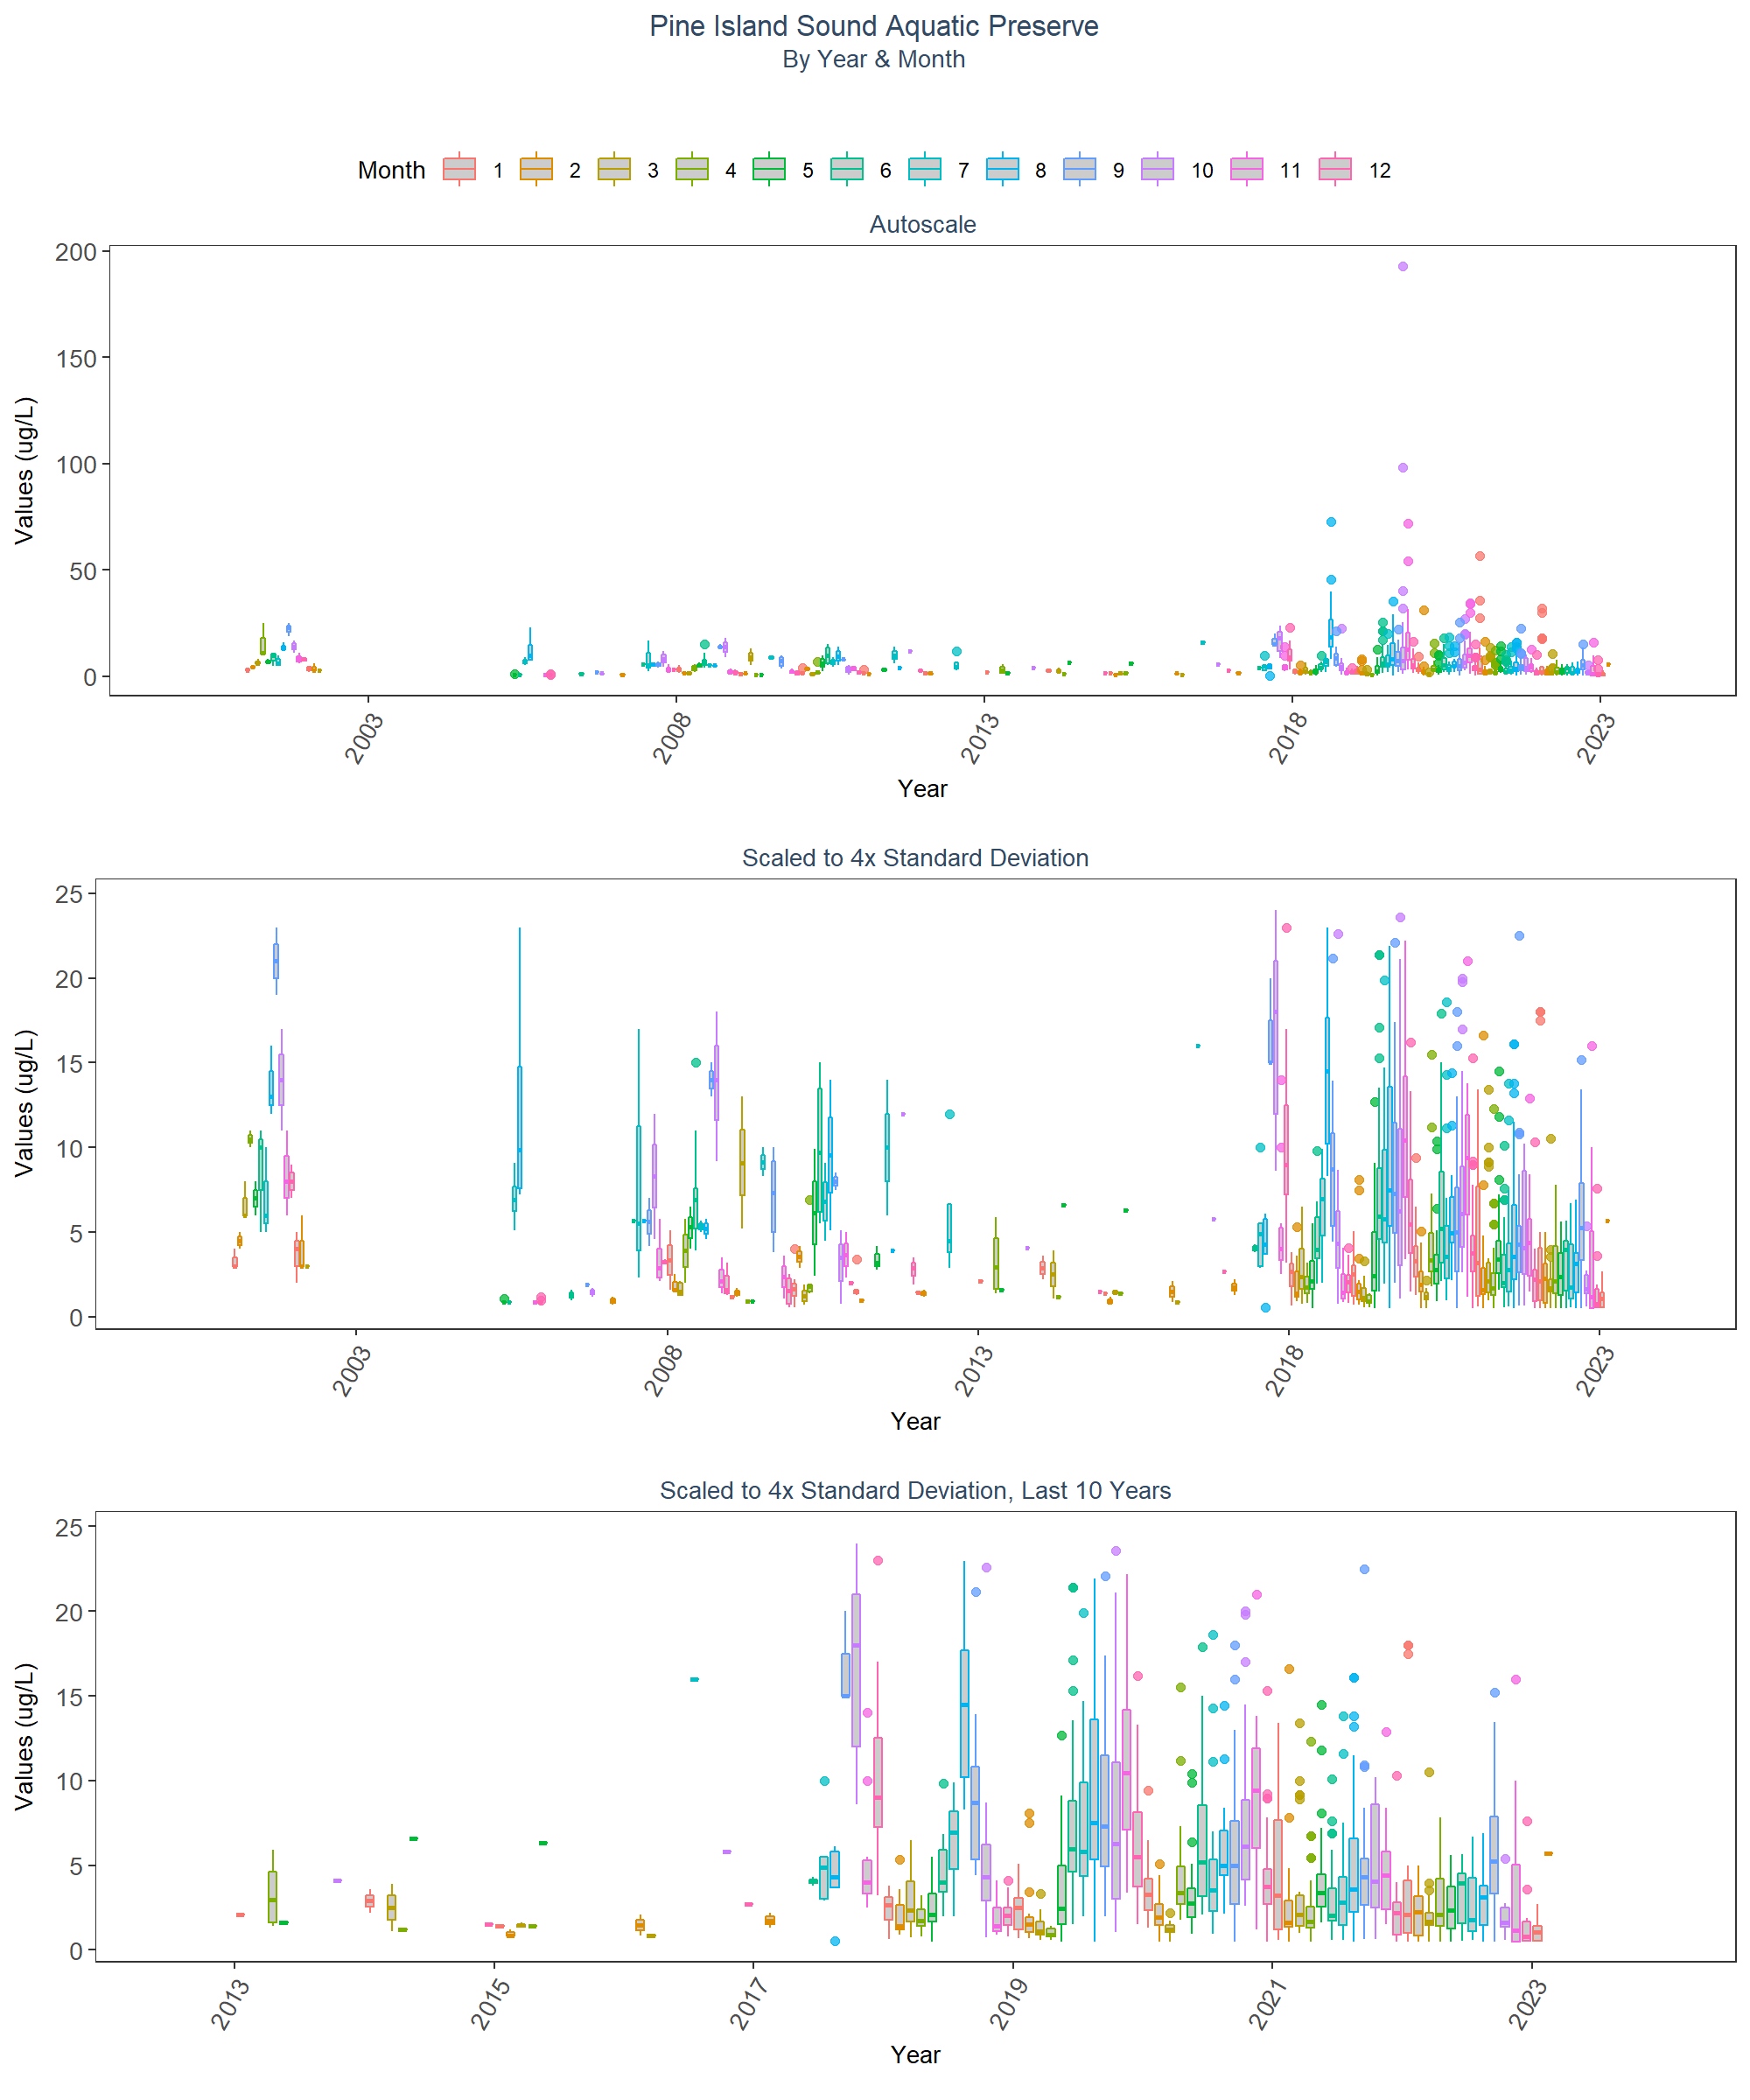 Pine Island Sound Aquatic Preserve
By Year & Month
Month 1 2 3 4 5 6 7 8 9 10 11 12
Autoscale
200
150
100
50
0
Values (ug/L)
2003 2008 2013 2018 2023
Year
Scaled to 4x Standard Deviation
25
20
15
10
5
0
Values (ug/L)
2003 2008 2013 2018 2023
Year
Scaled to 4x Standard Deviation, Last 10 Years
25
20
15
10
5
0
Values (ug/L)
2013 2015 2017 2019 2021 2023
Year